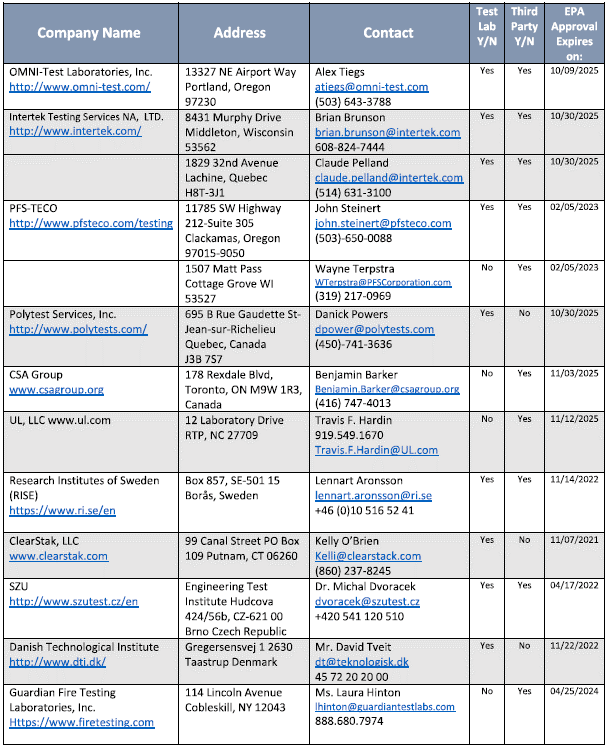 Company Name
Address
Contact
Test
Lab
Y/N
Third
Party
Y/N
EPA
Approval
Expires
on:
OMNI-Test Laboratories, Inc.
http://www.omni-test.com/
13327 NE Airport Way
Portland, Oregon
97230
Alex Tiegs
atiegs@omni-test.com
(503) 643-3788
Yes
Yes
10/09/2025
Intertek Testing Services NA, LTD.
http://www.intertek.com/
8431 Murphy Drive
Middleton, Wisconsin
53562
Brian Brunson
brian.brunson@intertek.com
608-824-7444
Yes
Yes
10/30/2025
1829 32nd Avenue
Lachine, Quebec
H8T-3J1
Claude Pelland
claude.pelland@intertek.com
(514) 631-3100
Yes
Yes
10/30/2025
PFS-TECO
http://www.pfsteco.com/testing
11785 SW Highway
212-Suite 305
Clackamas, Oregon
97015-9050
John Steinert
john.steinert@pfsteco.com
(503)-650-0088
Yes
Yes
02/05/2023
1507 Matt Pass
Cottage Grove WI
53527
Wayne Terpstra
WTerpstra@PFSCorporation.com
(319) 217-0969
No
Yes
02/05/2023
Polytest Services, Inc.
http://www.polytests.com/
695 B Rue Gaudette St-
Jean-sur-Richelieu
Quebec, Canada
J3B 7S7
Danick Powers
dpower@polytests.com
(450)-741-3636
Yes
No
10/30/2025
CSA Group
www.csagroup.org
178 Rexdale Blvd,
Toronto, ON M9W 1R3,
Canada
Benjamin Barker
Benjamin.Barker@csagroup.org
(416) 747-4013
No
Yes
11/03/2025
UL, LLC www.ul.com
12 Laboratory Drive
RTP, NC 27709
Travis F. Hardin
919.549.1670
Travis.F.Hardin@UL.com
No
Yes
11/12/2025
Research Institutes of Sweden
(RISE)
https://www.ri.se/en
Box 857, SE-501 15
Borås, Sweden
Lennart Aronsson
lennart.aronsson@ri.se
+46 (0)10 516 52 41
Yes
Yes
11/14/2022
ClearStak, LLC
www.clearstak.com
99 Canal Street PO Box
109 Putnam, CT 06260
Kelly O'Brien
Kelli@clearstack.com
(860) 237-8245
Yes
No
11/07/2021
SZU
http://www.szutest.cz/en
Engineering Test
Institute Hudcova
424/56b, CZ-621 00
Brno Czech Republic
Dr. Michal Dvoracek
dvoracek@szutest.cz
+420 541 120 510
Yes
Yes
04/17/2022
Danish Technological Institute
http://www.dti.dk/
Gregersensvej 1 2630
Taastrup Denmark
Mr. David Tveit
dt@teknologisk.dk
45 72 20 20 00
Yes
No
11/22/2022
Guardian Fire Testing
Laboratories, Inc.
Https://www.firetesting.com
114 Lincoln Avenue
Cobleskill, NY 12043
Ms. Laura Hinton
lhinton@guardiantestlabs.com
888.680.7974
No
Yes
04/25/2024